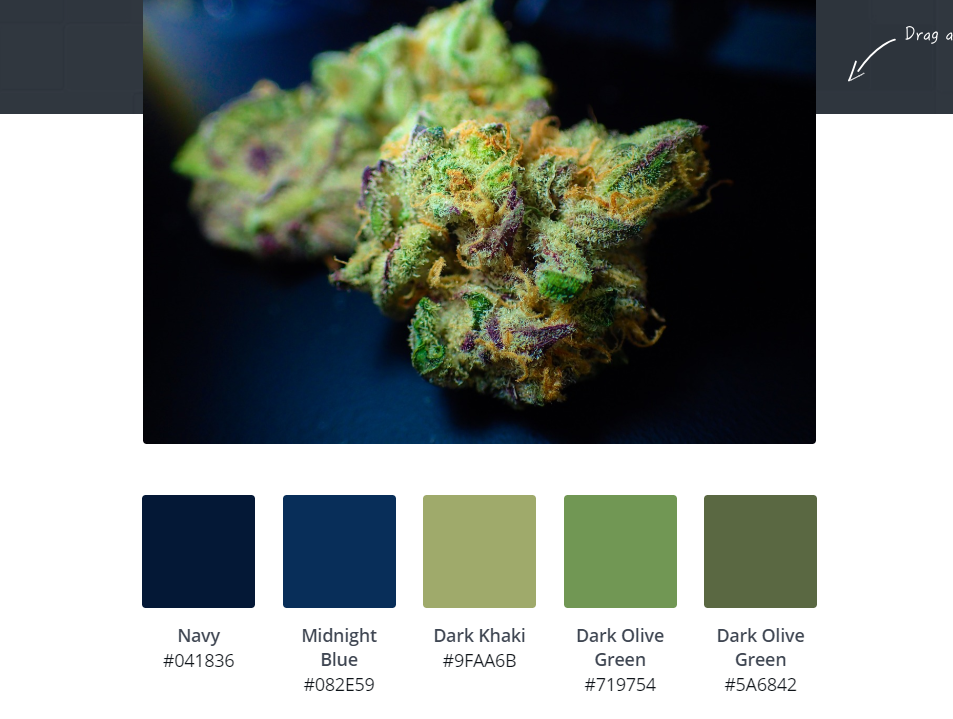 Drag a
Navy
#041836
Midnight
Blue
#082E59
Dark Khaki
#9FAA6B
Dark Olive
Green
#719754
Dark Olive
Green
#5A6842